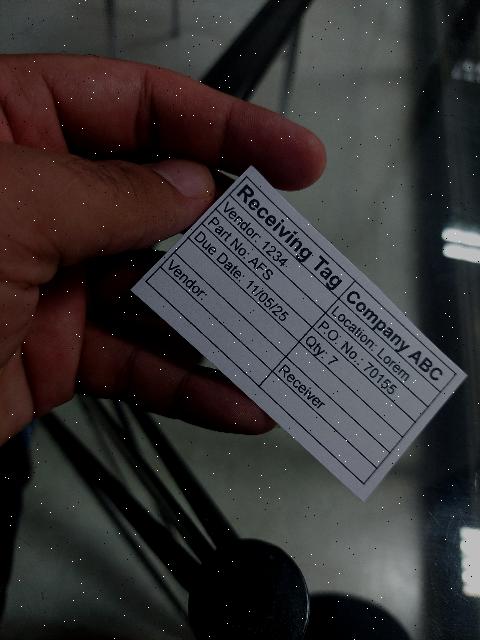 Receiving Tag Company ABC
Vendor: 1234 Location: Lorem
Part No: AFS P.O. No.: 70155
Due Date: 11/05/25 Qty: 7
Vendor: Receiver